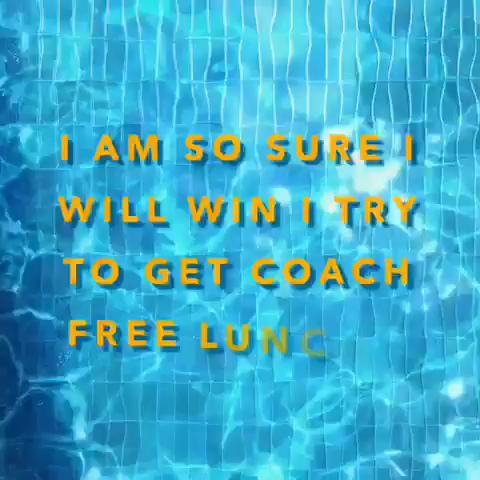 I AM SO SURE I
WILL WIN I TRY
TO GET COACH
FREE LUNC